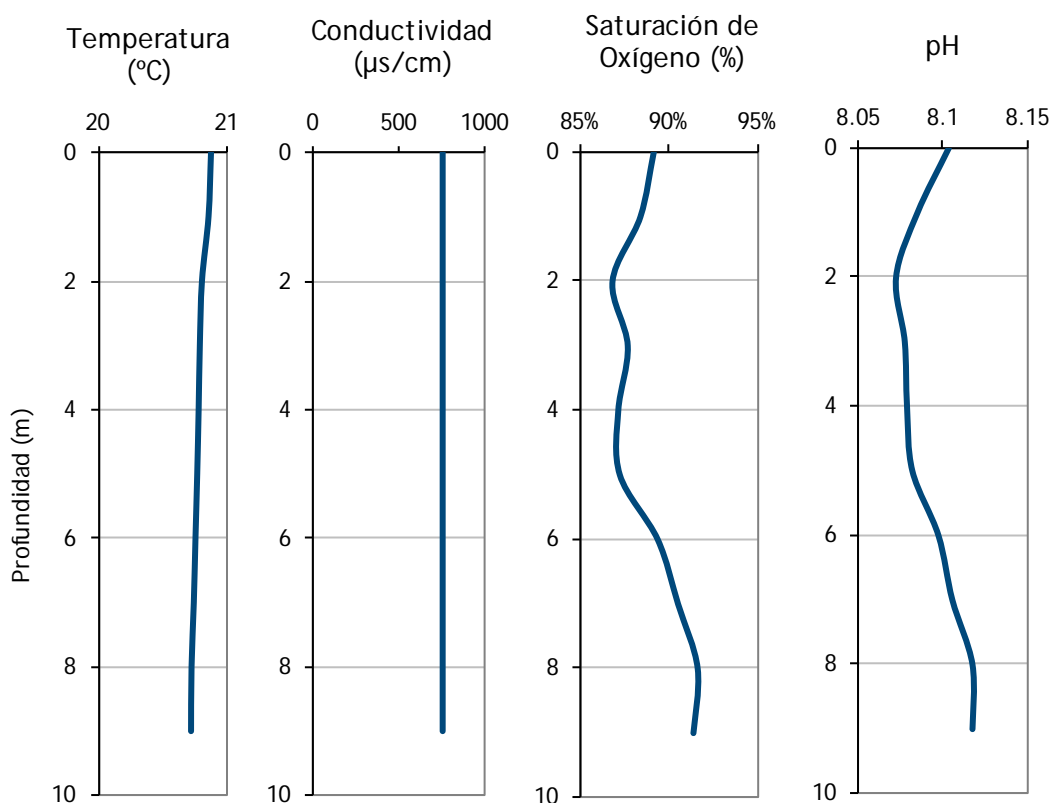 Temperatura
(ºC)
20 21
0
2
4
6
8
10
Profundidad (m)
Conductividad
(µs/cm)
0 500 1000
0
2
4
6
8
10
Saturación de
Oxígeno (%)
85% 90% 95%
0
2
4
6
8
10
pH
8.05 8.1 8.15
0
2
4
6
8
10